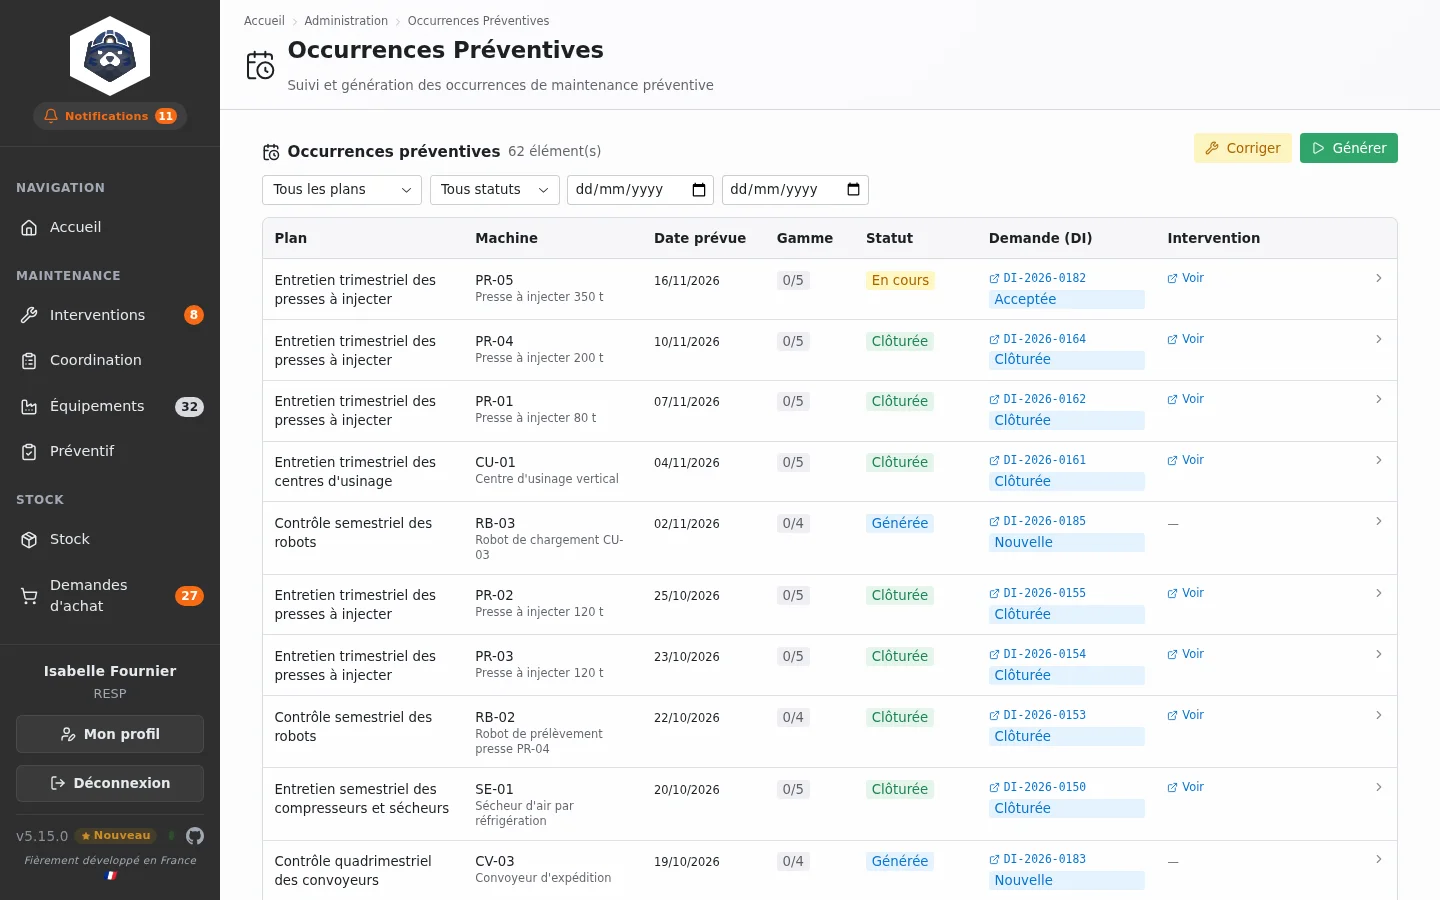 Notifications 11
NAVIGATION
Accueil
MAINTENANCE
Interventions 8
Coordination
Équipements 32
Préventif
STOCK
Stock
Demandes
d'achat 27
Isabelle Fournier
RESP
Mon profil
Déconnexion
v5.15.0 Nouveau
Fièrement développé en France
Accueil Administration Occurrences Préventives
Occurrences Préventives
Suivi et génération des occurrences de maintenance préventive
Occurrences préventives 62 élément(s)
Corriger Générer
Tous les plans Tous statuts dd/mm/yyyy dd/mm/yyyy
Plan Machine Date prévue Gamme Statut Demande (DI) Intervention
Entretien trimestriel des PR-05 16/11/2026 0/5 En cours DI-2026-0182 Voir
presses à injecter Presse à injecter 350 t Acceptée
Entretien trimestriel des PR-04 10/11/2026 0/5 Clôturée DI-2026-0164 Voir
presses à injecter Presse à injecter 200 t Clôturée
Entretien trimestriel des PR-01 07/11/2026 0/5 Clôturée DI-2026-0162 Voir
presses à injecter Presse à injecter 80 t Clôturée
Entretien trimestriel des CU-01 04/11/2026 0/5 Clôturée DI-2026-0161 Voir
centres d'usinage Centre d'usinage vertical Clôturée
Contrôle semestriel des RB-03 02/11/2026 0/4 Générée DI-2026-0185 —
robots Robot de chargement CU- Nouvelle
03
Entretien trimestriel des PR-02 25/10/2026 0/5 Clôturée DI-2026-0155 Voir
presses à injecter Presse à injecter 120 t Clôturée
Entretien trimestriel des PR-03 23/10/2026 0/5 Clôturée DI-2026-0154 Voir
presses à injecter Presse à injecter 120 t Clôturée
Contrôle semestriel des RB-02 22/10/2026 0/4 Clôturée DI-2026-0153 Voir
robots Robot de prélèvement Clôturée
presse PR-04
Entretien semestriel des SE-01 20/10/2026 0/5 Clôturée DI-2026-0150 Voir
compresseurs et sécheurs Sécheur d'air par Clôturée
réfrigération
Contrôle quadrimestriel CV-03 19/10/2026 0/4 Générée DI-2026-0183 —
des convoyeurs Convoyeur d'expédition Nouvelle